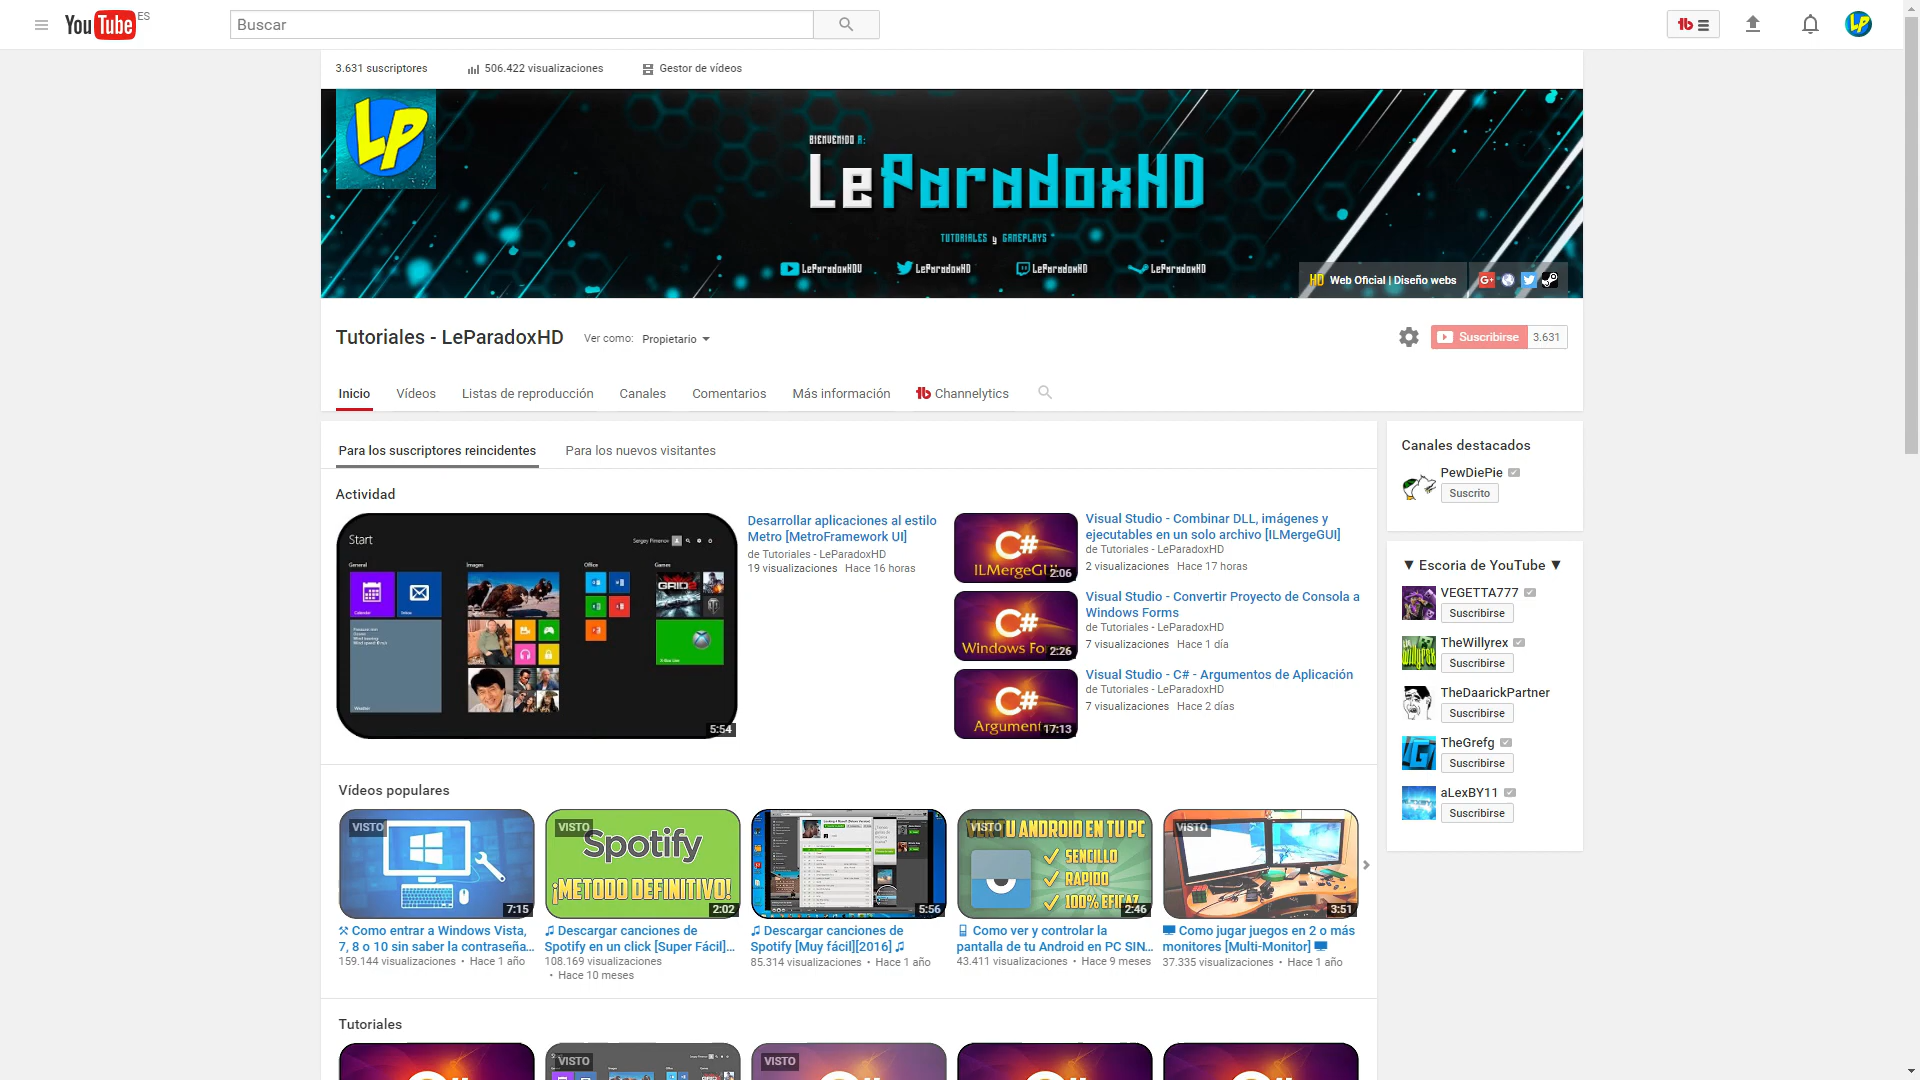 YouTube ES
Buscar
3.631 suscriptores
506.422 visualizaciones
Gestor de vídeos
LP
BIENVENIDO A:
LeParadoxHD
TUTORIALES y GAMEPLAYS
LeParadoxHDV
LeParadoxHD
LeParadoxHD
LeParadoxHD
HD Web Oficial | Diseño webs
Tutoriales - LeParadoxHD
Ver como: Propietario
Suscribirse 3.631
Inicio
Vídeos
Listas de reproducción
Canales
Comentarios
Más información
Channelytics
Para los suscriptores reincidentes
Para los nuevos visitantes
Actividad
Start
General
Images
Office
Games
5:54
Desarrollar aplicaciones al estilo
Metro [MetroFramework UI]
de Tutoriales - LeParadoxHD
19 visualizaciones Hace 16 horas
C#
ILMergeGUI
2:06
Visual Studio - Combinar DLL, imágenes y
ejecutables en un solo archivo [ILMergeGUI]
de Tutoriales - LeParadoxHD
2 visualizaciones Hace 17 horas
C#
Windows Fo
2:26
Visual Studio - Convertir Proyecto de Consola a
Windows Forms
de Tutoriales - LeParadoxHD
7 visualizaciones Hace 1 día
C#
Argument
17:13
Visual Studio - C# - Argumentos de Aplicación
de Tutoriales - LeParadoxHD
7 visualizaciones Hace 2 días
Vídeos populares
VISTO
7:15
⚒ Como entrar a Windows Vista,
7, 8 o 10 sin saber la contraseña...
159.144 visualizaciones • Hace 1 año
VISTO
Spotify
¡METODO DEFINITIVO!
2:02
♫ Descargar canciones de
Spotify en un click [Super Fácil]...
108.169 visualizaciones
• Hace 10 meses
5:56
♫ Descargar canciones de
Spotify [Muy fácil][2016] ♫
85.314 visualizaciones • Hace 1 año
VISTO
U ANDROID EN TU PC
✓ SENCILLO
✓ RAPIDO
✓ 100% EFICAZ
2:46
📱 Como ver y controlar la
pantalla de tu Android en PC SIN...
43.411 visualizaciones • Hace 9 meses
VISTO
3:51
🖥 Como jugar juegos en 2 o más
monitores [Multi-Monitor] 🖥
37.335 visualizaciones • Hace 1 año
Tutoriales
VISTO
VISTO
Canales destacados
PewDiePie
Suscrito
▼ Escoria de YouTube ▼
VEGETTA777
Suscribirse
TheWillyrex
Suscribirse
TheDaarickPartner
Suscribirse
TheGrefg
Suscribirse
aLexBY11
Suscribirse